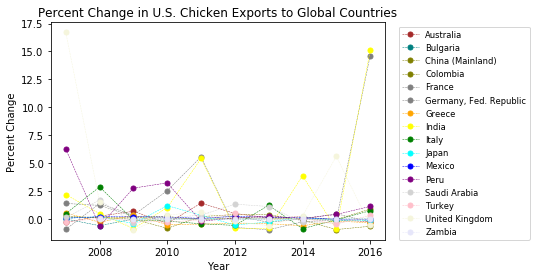 Percent Change in U.S. Chicken Exports to Global Countries
17.5
15.0
12.5
10.0
7.5
5.0
2.5
0.0
Percent Change
2008
2010
2012
2014
2016
Year
Australia
Bulgaria
China (Mainland)
Colombia
France
Germany, Fed. Republic
Greece
India
Italy
Japan
Mexico
Peru
Saudi Arabia
Turkey
United Kingdom
Zambia